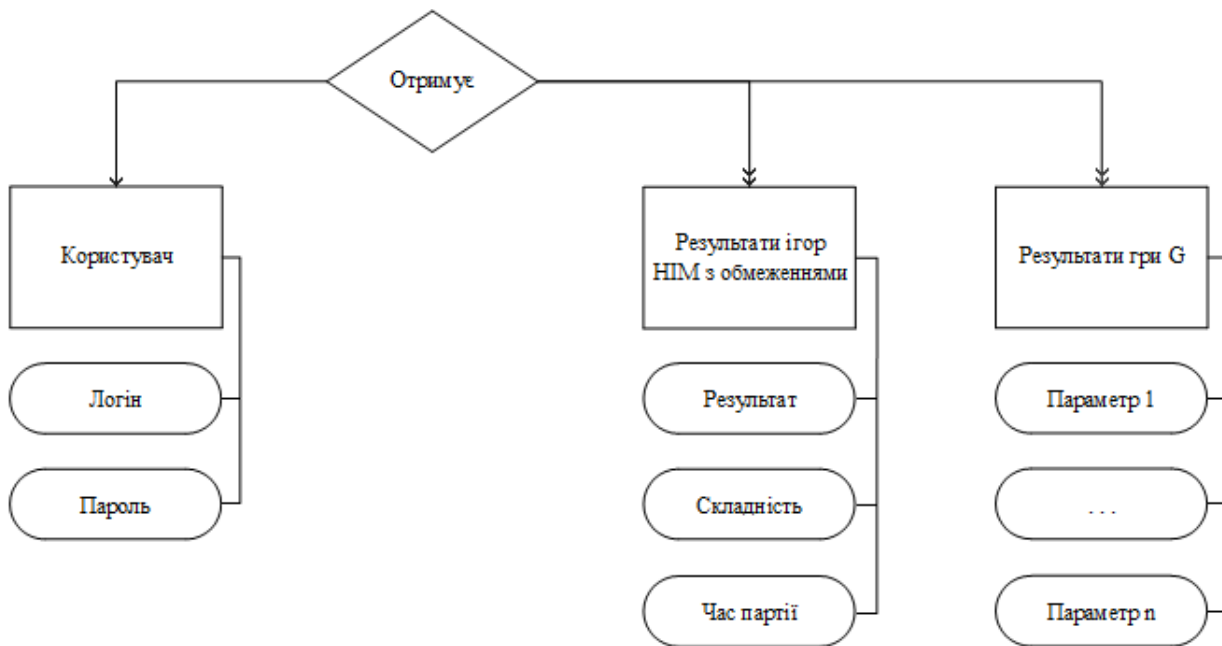 Отримує
Користувач
Логін
Пароль
Результати ігор
НІМ з обмеженнями
Результат
Складність
Час партії
Результати гри G
Параметр 1
. . .
Параметр n